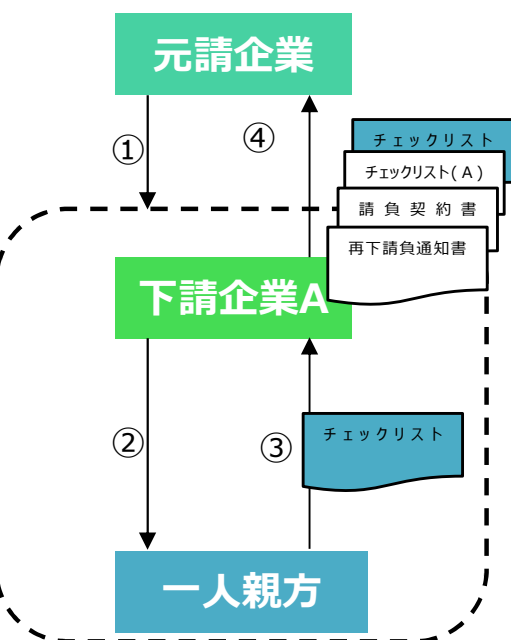 元請企業
①
④
チェックリスト
チェックリスト(A)
請負契約書
再下請負通知書
下請企業A
②
③
チェックリスト
一人親方